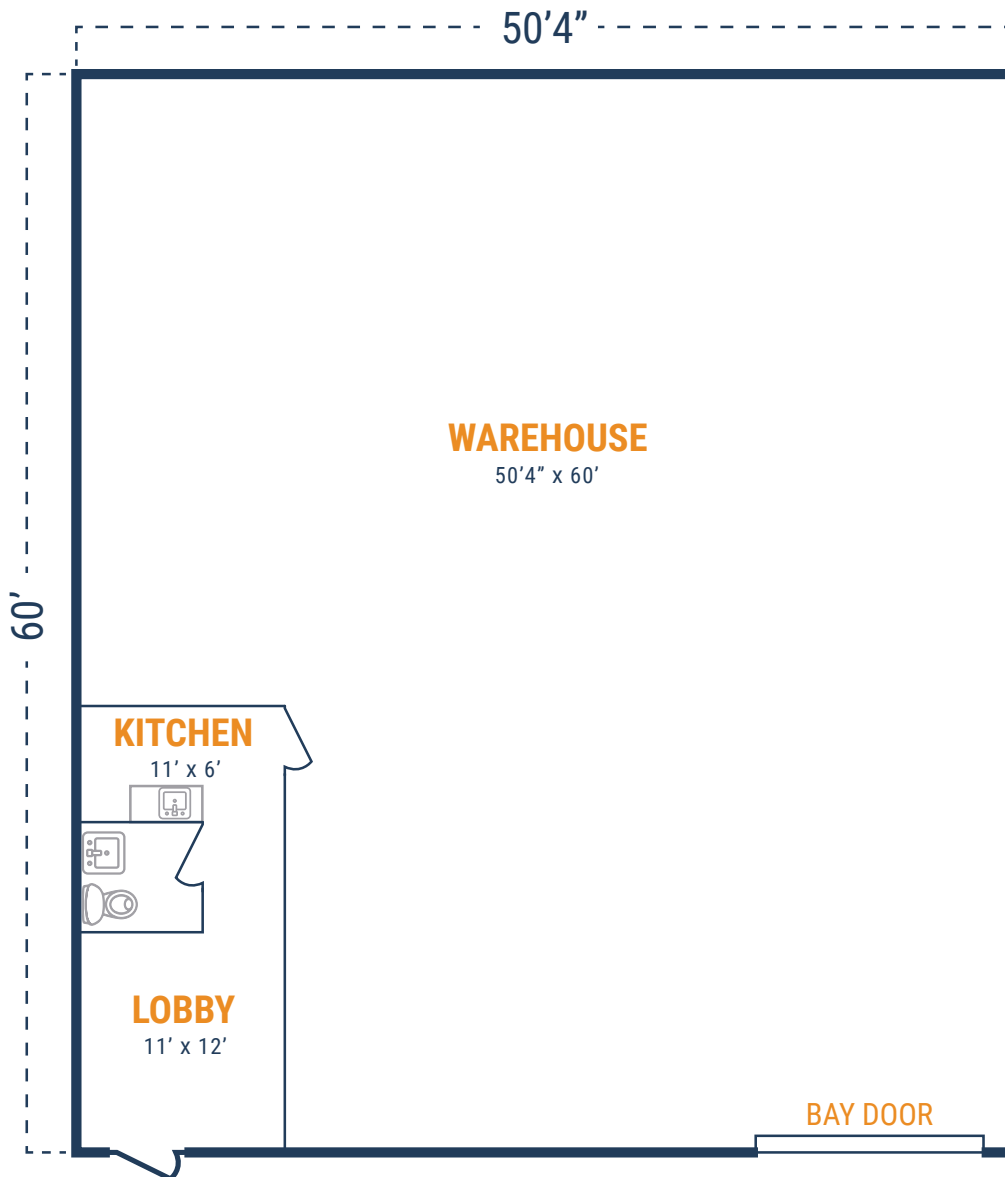 50’4”
WAREHOUSE
50’4” x 60’
60’
KITCHEN
11’ x 6’
LOBBY
11’ x 12’
BAY DOOR